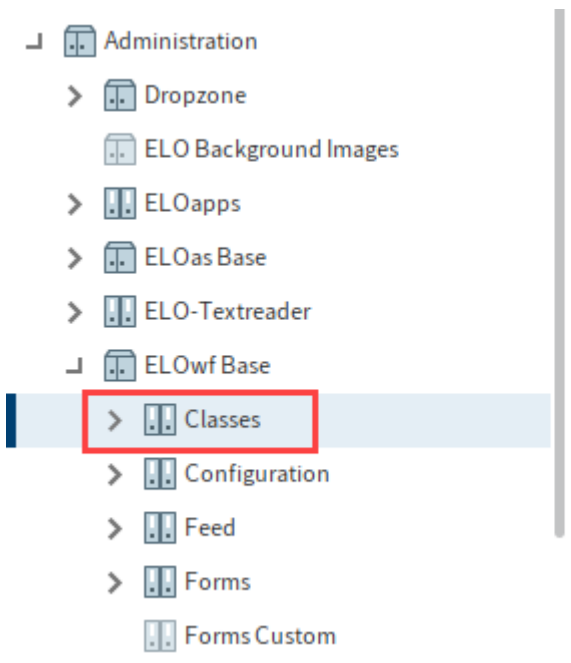 Administration
Dropzone
ELO Background Images
ELOapps
ELOas Base
ELO-Textreader
ELOwf Base
Classes
Configuration
Feed
Forms
Forms Custom